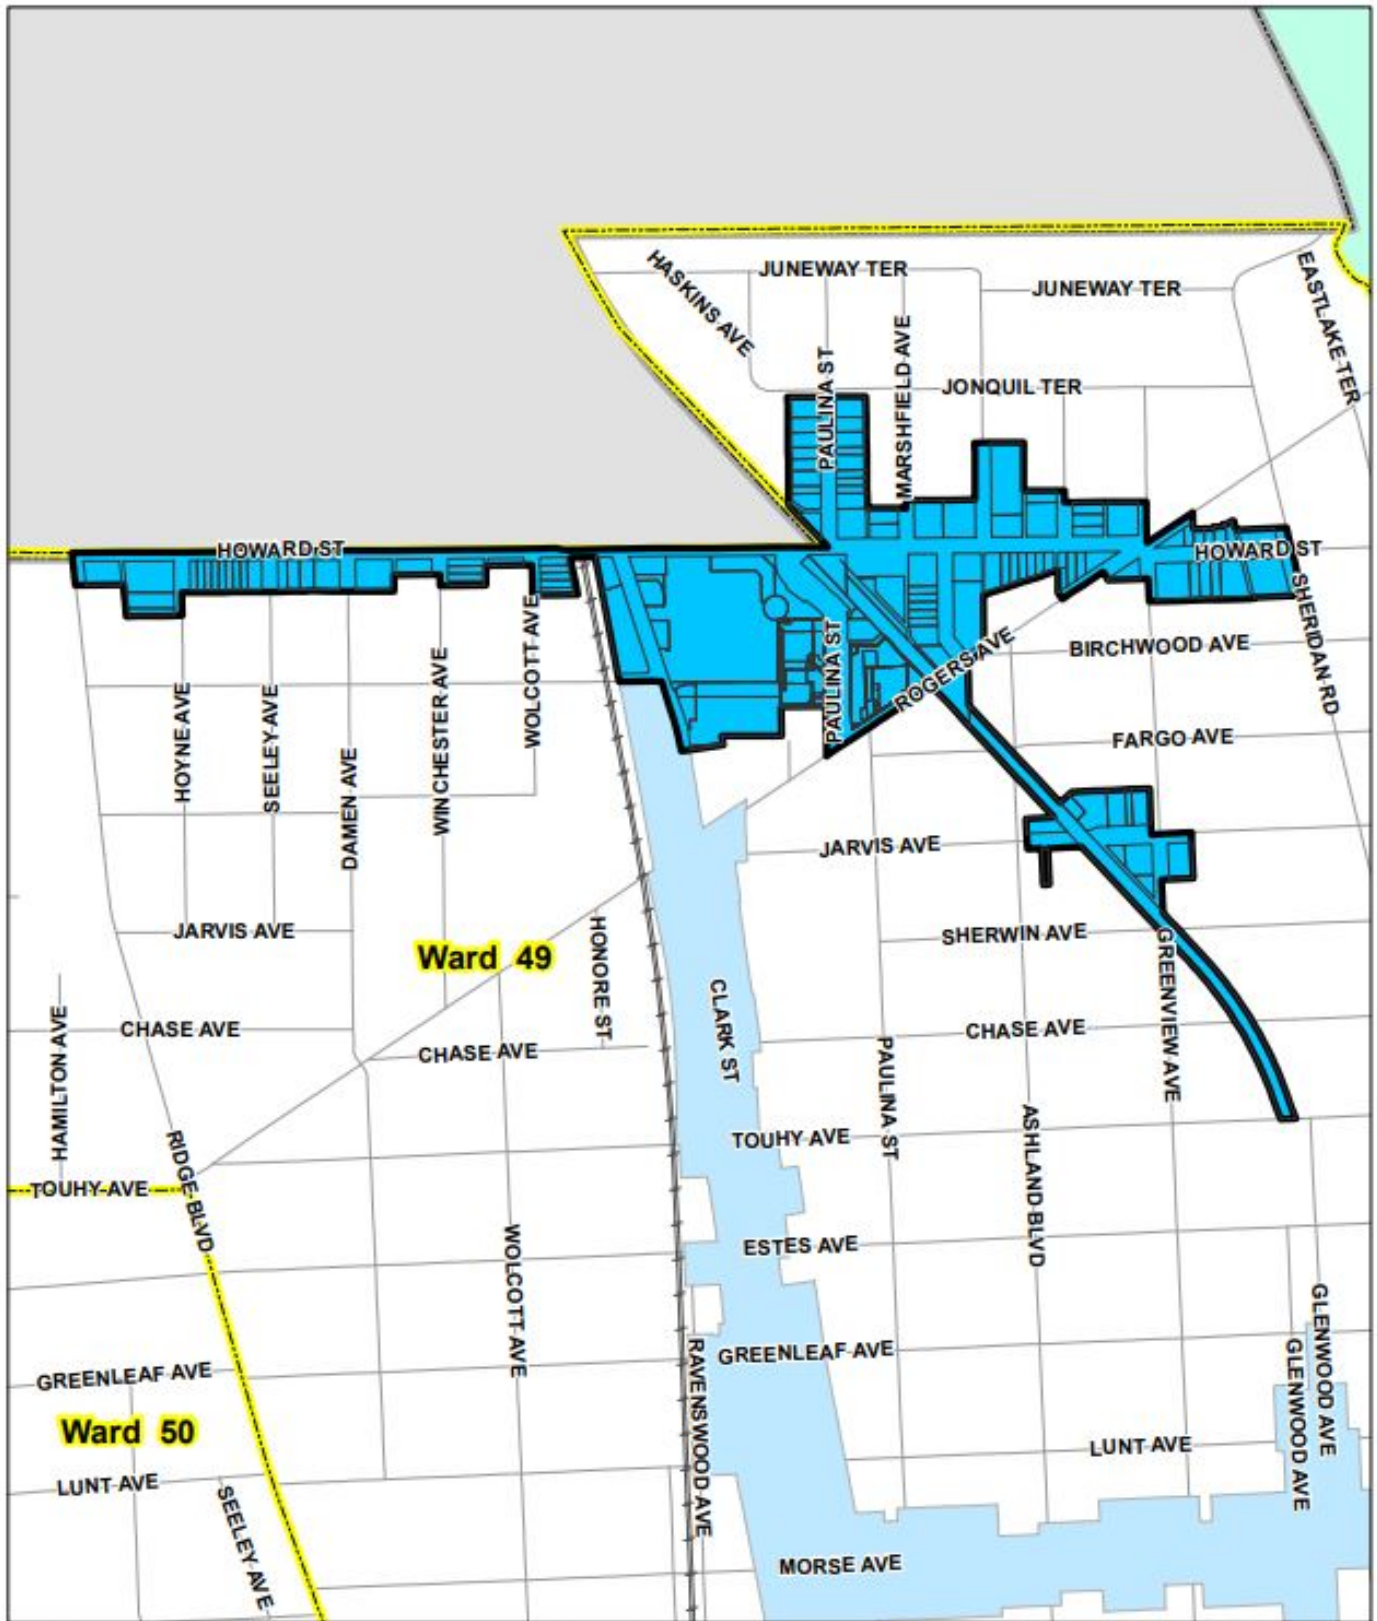 JUNEWAY TER
JUNEWAY TER
HASKINS AVE
EASTLAKE TER
PAULINA ST
MARSHFIELD AVE
JONQUIL TER
HOWARD ST
HOWARD ST
SHERIDAN RD
BIRCHWOOD AVE
ROGERS AVE
PAULINA ST
WOLCOTT AVE
WINCHESTER AVE
HOYNE AVE
SEELEY AVE
DAMEN AVE
FARGO AVE
JARVIS AVE
JARVIS AVE
SHERWIN AVE
Ward 49
HONORE ST
GREENVIEW AVE
CLARK ST
HAMILTON AVE
CHASE AVE
CHASE AVE
CHASE AVE
PAULINA ST
ASHLAND BLVD
TOUHY AVE
RIDGE BLVD
TOUHY AVE
WOLCOTT AVE
ESTES AVE
GLENWOOD AVE
GLENWOOD AVE
GREENLEAF AVE
GREENLEAF AVE
RAVENSWOOD AVE
Ward 50
LUNT AVE
LUNT AVE
SEELEY AVE
MORSE AVE